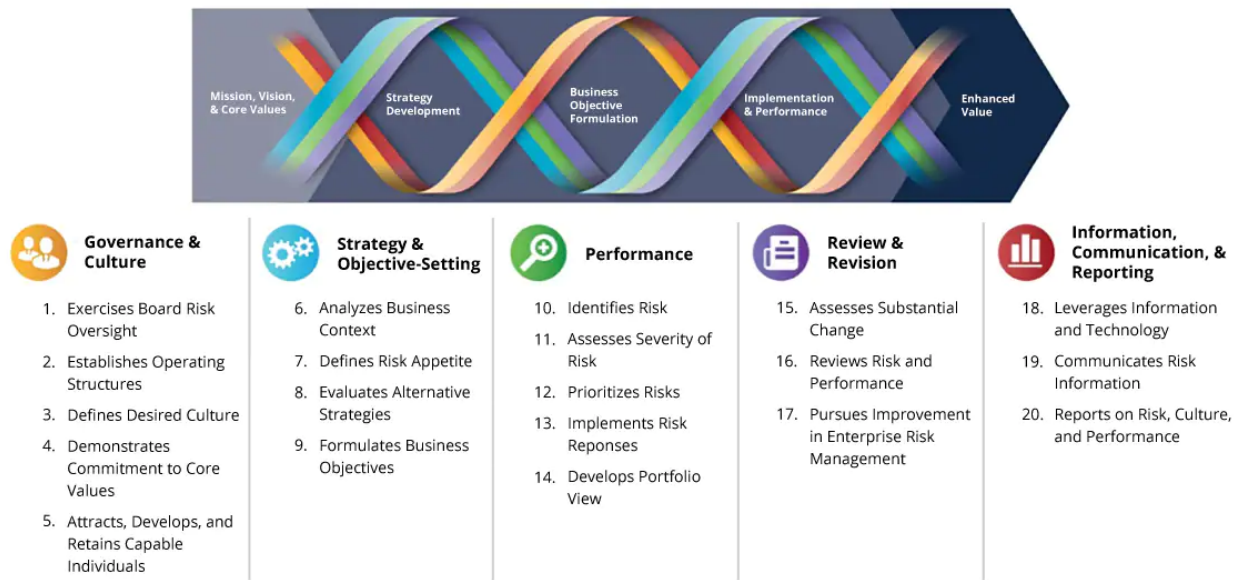 Mission, Vision,
& Core Values
Strategy
Development
Business
Objective
Formulation
Implementation
& Performance
Enhanced
Value
Governance &
Culture
1. Exercises Board Risk
Oversight
2. Establishes Operating
Structures
3. Defines Desired Culture
4. Demonstrates
Commitment to Core
Values
5. Attracts, Develops, and
Retains Capable
Individuals
Strategy &
Objective-Setting
6. Analyzes Business
Context
7. Defines Risk Appetite
8. Evaluates Alternative
Strategies
9. Formulates Business
Objectives
Performance
10. Identifies Risk
11. Assesses Severity of
Risk
12. Prioritizes Risks
13. Implements Risk
Reponses
14. Develops Portfolio
View
Review &
Revision
15. Assesses Substantial
Change
16. Reviews Risk and
Performance
17. Pursues Improvement
in Enterprise Risk
Management
Information,
Communication, &
Reporting
18. Leverages Information
and Technology
19. Communicates Risk
Information
20. Reports on Risk, Culture,
and Performance